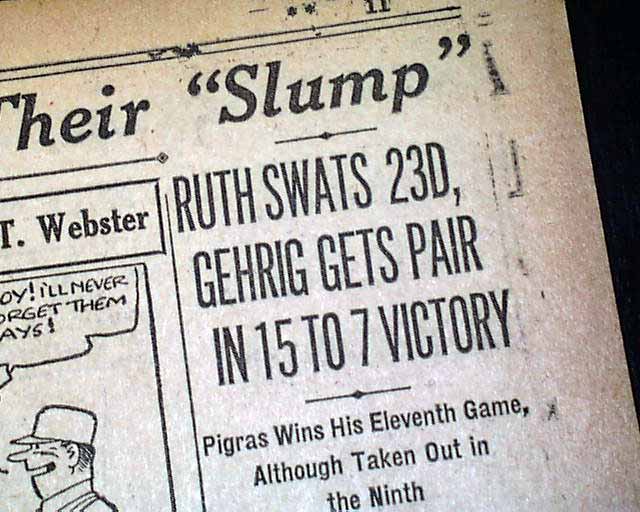 11
Their "Slump"
T. Webster
OY! I'LL NEVER
ORGET THEM
AYS!
RUTH SWATS 23D,
GEHRIG GETS PAIR
IN 15 TO 7 VICTORY
Pigras Wins His Eleventh Game,
Although Taken Out in
the Ninth